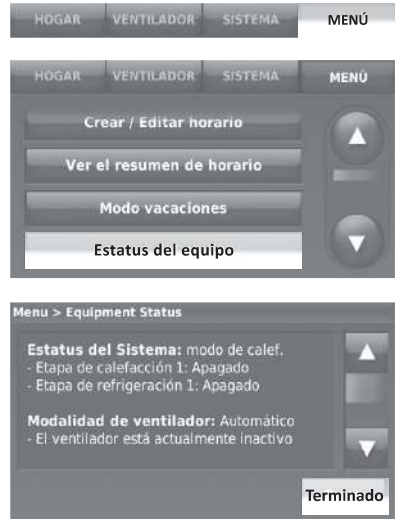 HOGAR VENTILADOR SISTEMA MENÚ
HOGAR VENTILADOR SISTEMA MENÚ
Crear / Editar horario
Ver el resumen de horario
Modo vacaciones
Estatus del equipo
Menu > Equipment Status
Estatus del Sistema: modo de calef.
- Etapa de calefacción 1: Apagado
- Etapa de refrigeración 1: Apagado
Modalidad de ventilador: Automático
- El ventilador está actualmente inactivo
Terminado